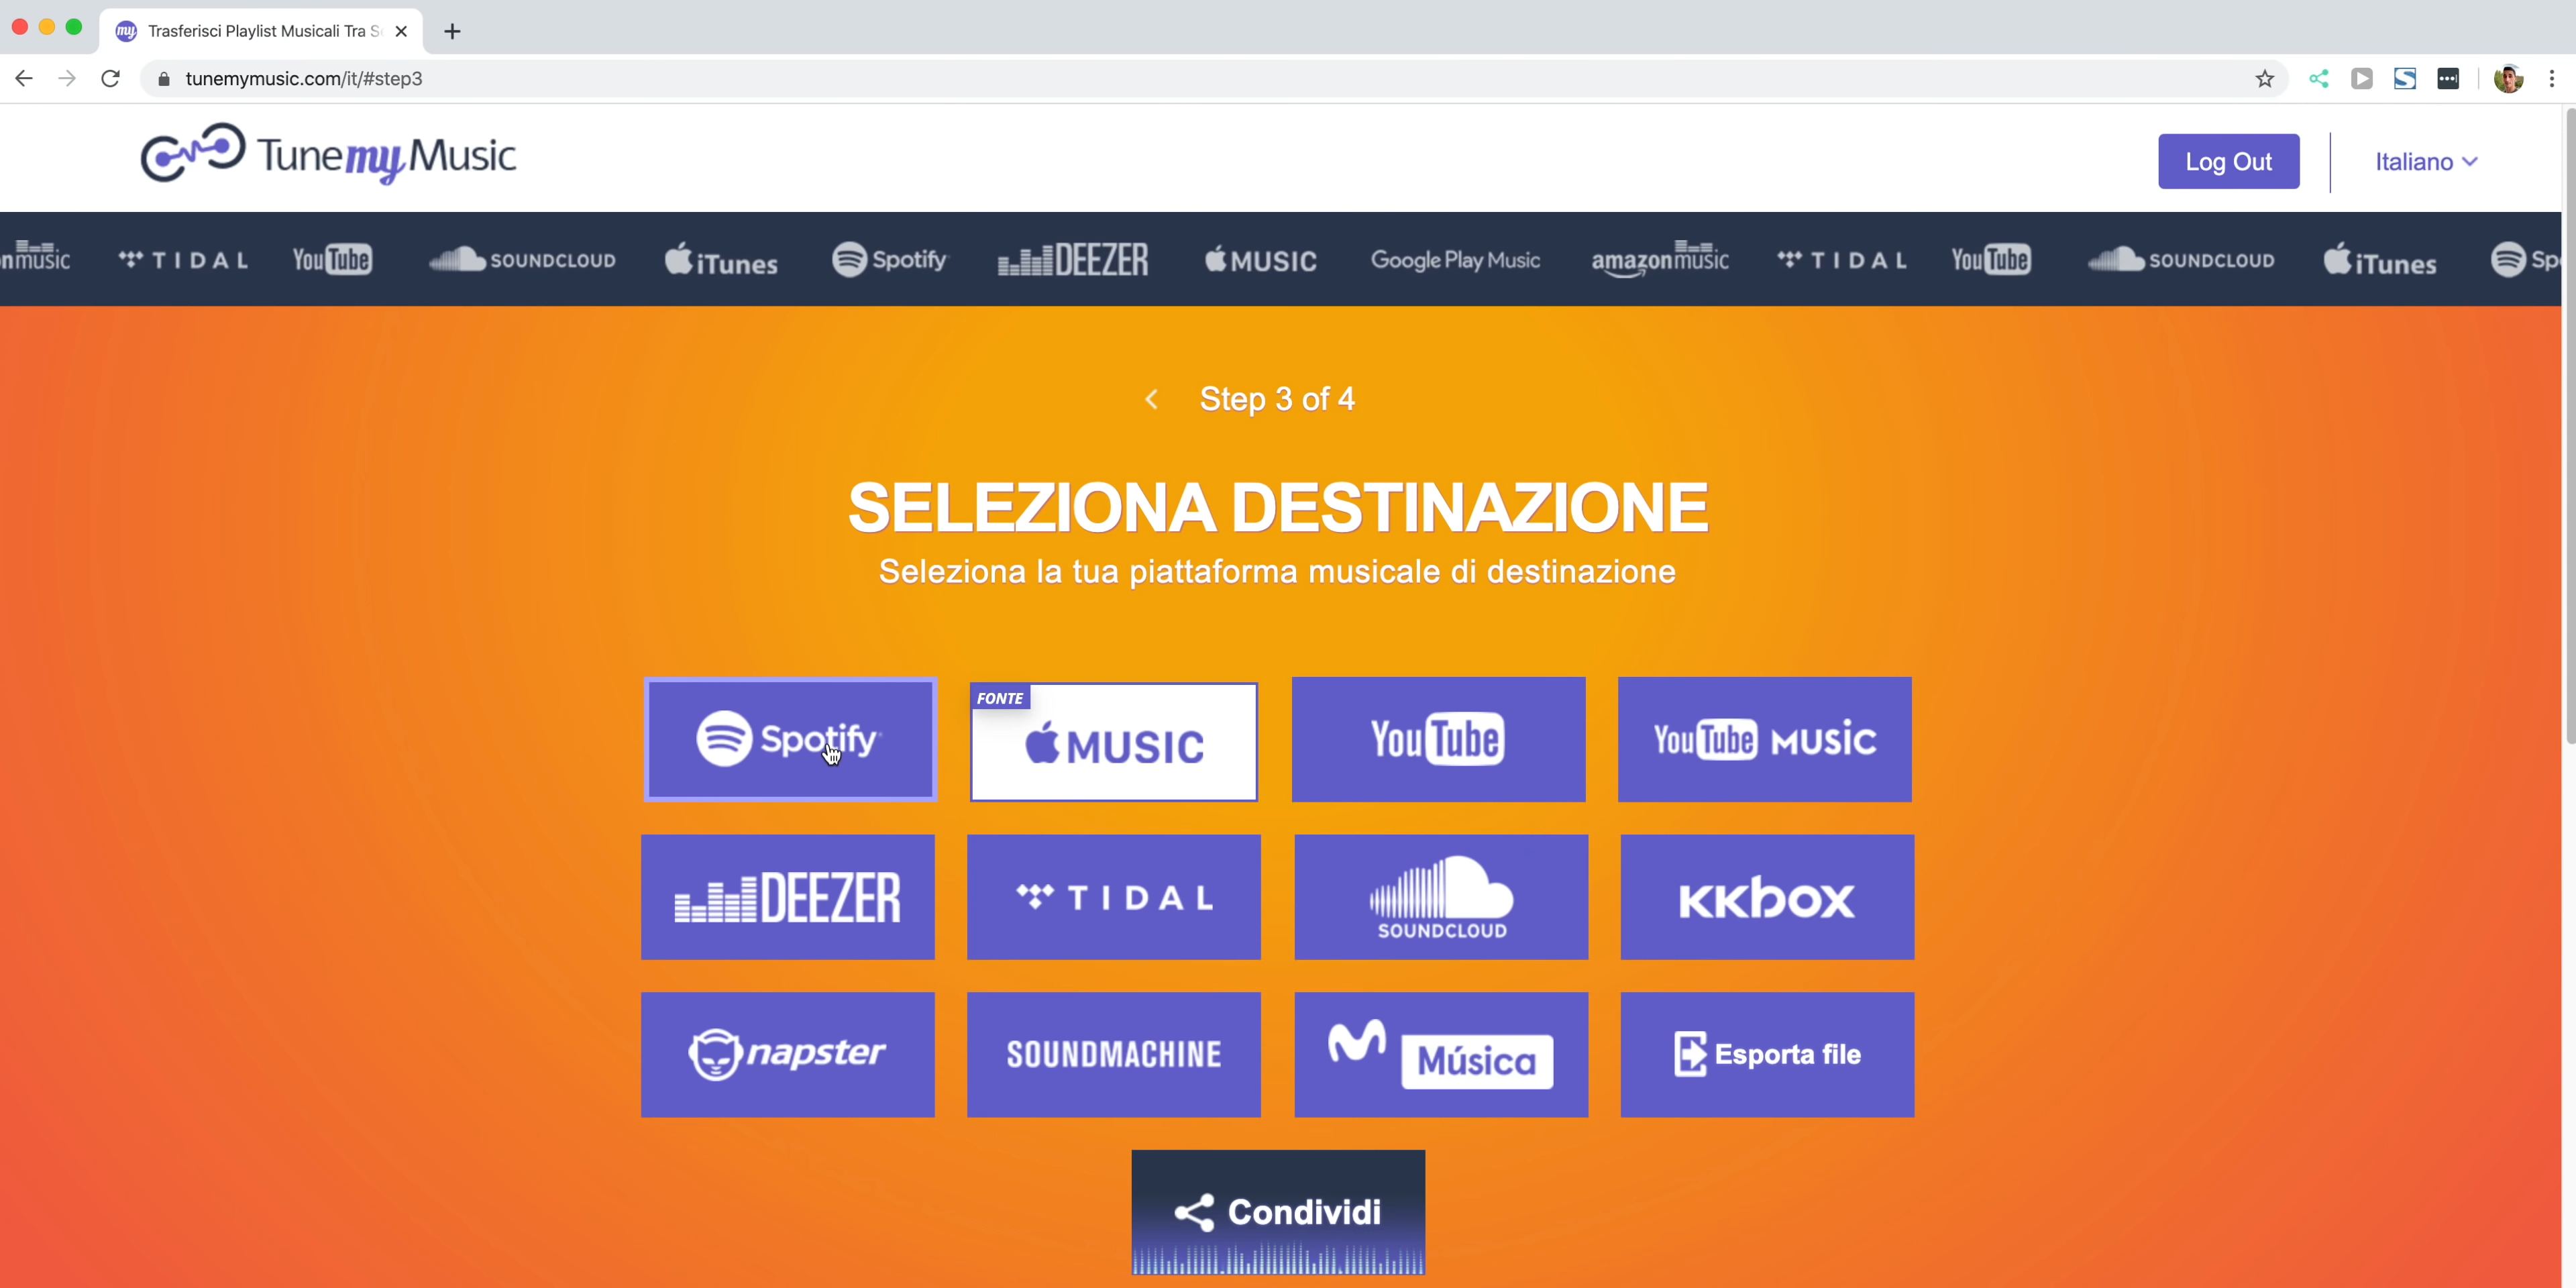 Trasferisci Playlist Musicali Tra S
tunemymusic.com/it/#step3
TunemyMusic
Log Out
Italiano
music
TIDAL
YouTube
SOUNDCLOUD
iTunes
Spotify
DEEZER
MUSIC
Google Play Music
amazonmusic
TIDAL
YouTube
SOUNDCLOUD
iTunes
Sp
Step 3 of 4
SELEZIONA DESTINAZIONE
Seleziona la tua piattaforma musicale di destinazione
Spotify
FONTE
MUSIC
YouTube
YouTube MUSIC
DEEZER
TIDAL
SOUNDCLOUD
KKBOX
napster
SOUNDMACHINE
Música
Esporta file
Condividi